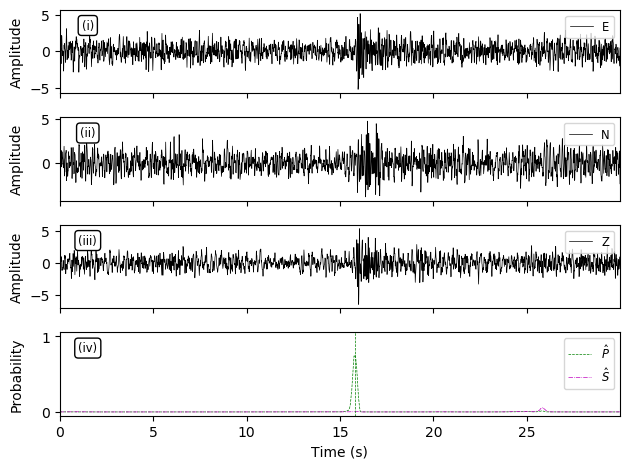 5
0
−5
Amplitude
(i)
E
5
0
Amplitude
(ii)
N
5
0
−5
Amplitude
(iii)
Z
1
0
Probability
(iv)
P̂
Ŝ
0 5 10 15 20 25
Time (s)